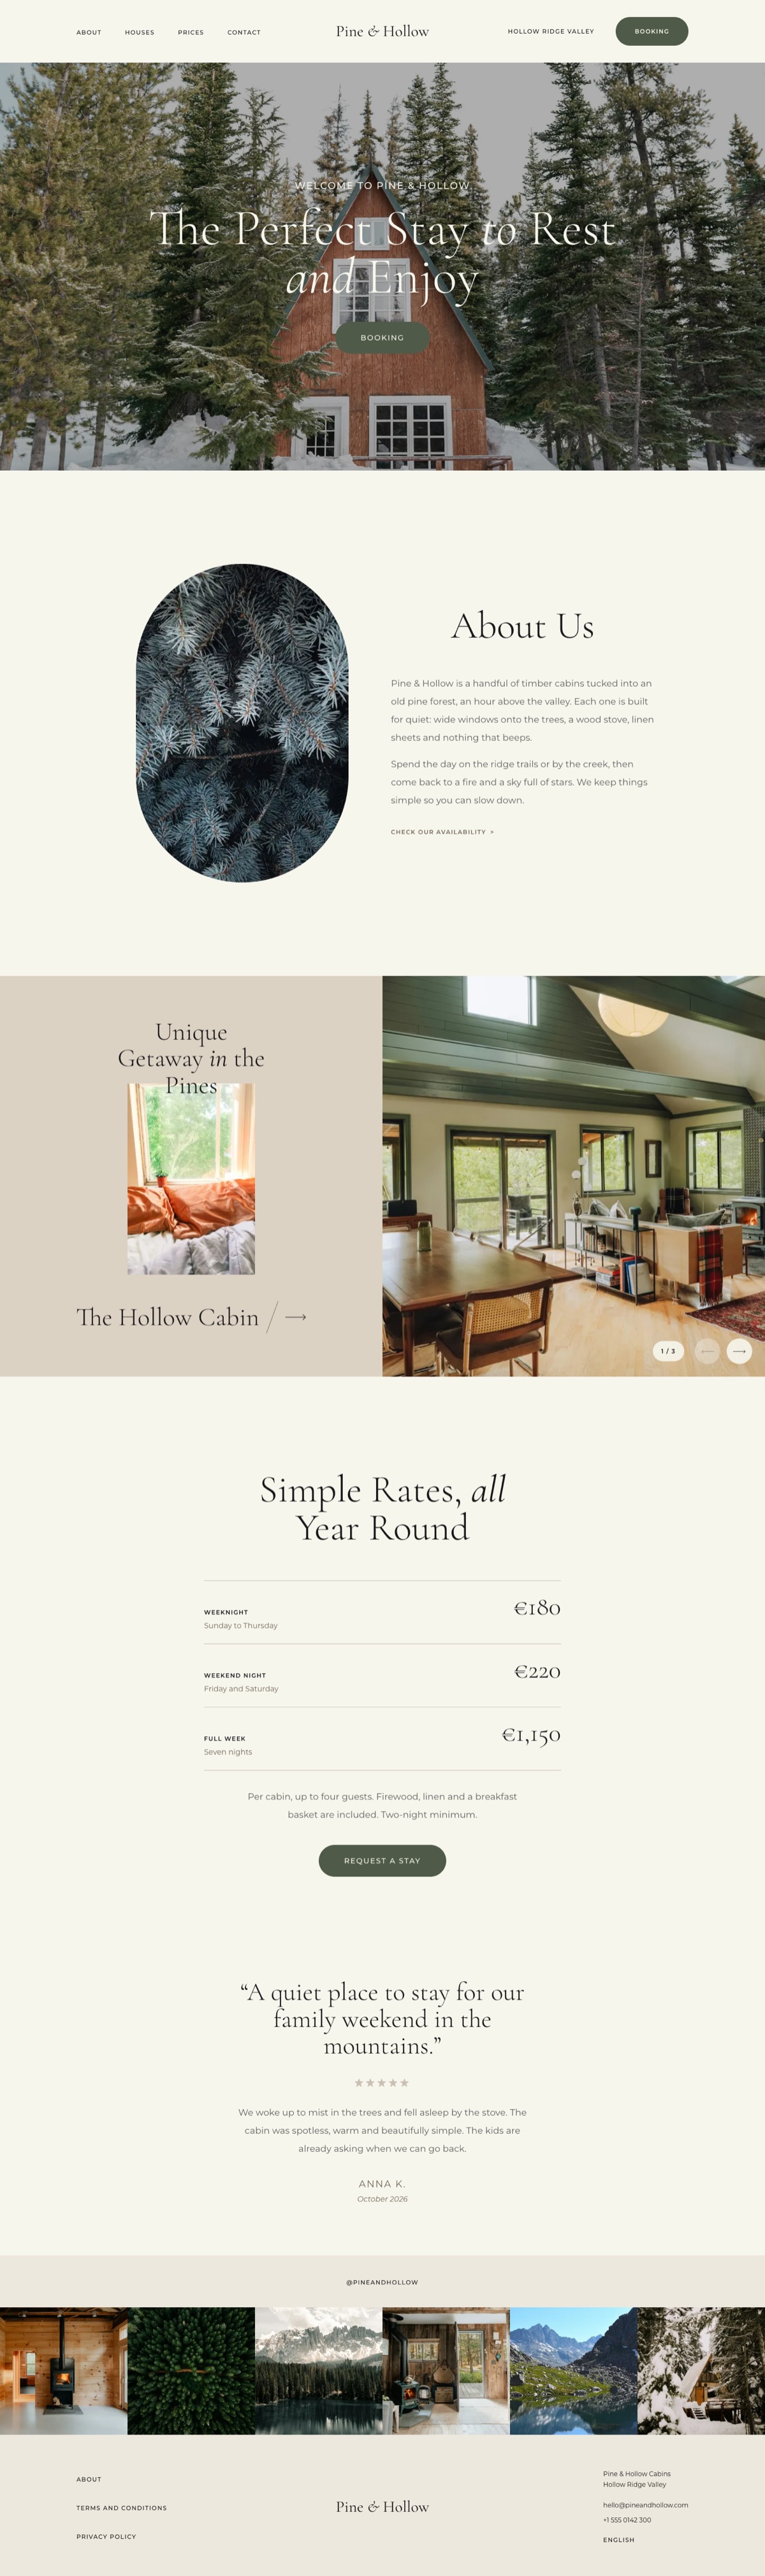 ABOUT HOUSES PRICES CONTACT Pine & Hollow HOLLOW RIDGE VALLEY BOOKING
WELCOME TO PINE & HOLLOW
The Perfect Stay to Rest
and Enjoy
BOOKING
About Us
Pine & Hollow is a handful of timber cabins tucked into an
old pine forest, an hour above the valley. Each one is built
for quiet: wide windows onto the trees, a wood stove, linen
sheets and nothing that beeps.
Spend the day on the ridge trails or by the creek, then
come back to a fire and a sky full of stars. We keep things
simple so you can slow down.
CHECK OUR AVAILABILITY »
Unique
Getaway in the
Pines
The Hollow Cabin
1 / 3
Simple Rates, all
Year Round
WEEKNIGHT
Sunday to Thursday
€180
WEEKEND NIGHT
Friday and Saturday
€220
FULL WEEK
Seven nights
€1,150
Per cabin, up to four guests. Firewood, linen and a breakfast
basket are included. Two-night minimum.
REQUEST A STAY
“A quiet place to stay for our
family weekend in the
mountains.”
We woke up to mist in the trees and fell asleep by the stove. The
cabin was spotless, warm and beautifully simple. The kids are
already asking when we can go back.
ANNA K.
October 2026
@PINEANDHOLLOW
ABOUT
TERMS AND CONDITIONS
PRIVACY POLICY
Pine & Hollow
Pine & Hollow Cabins
Hollow Ridge Valley
hello@pineandhollow.com
+1 555 0142 300
ENGLISH